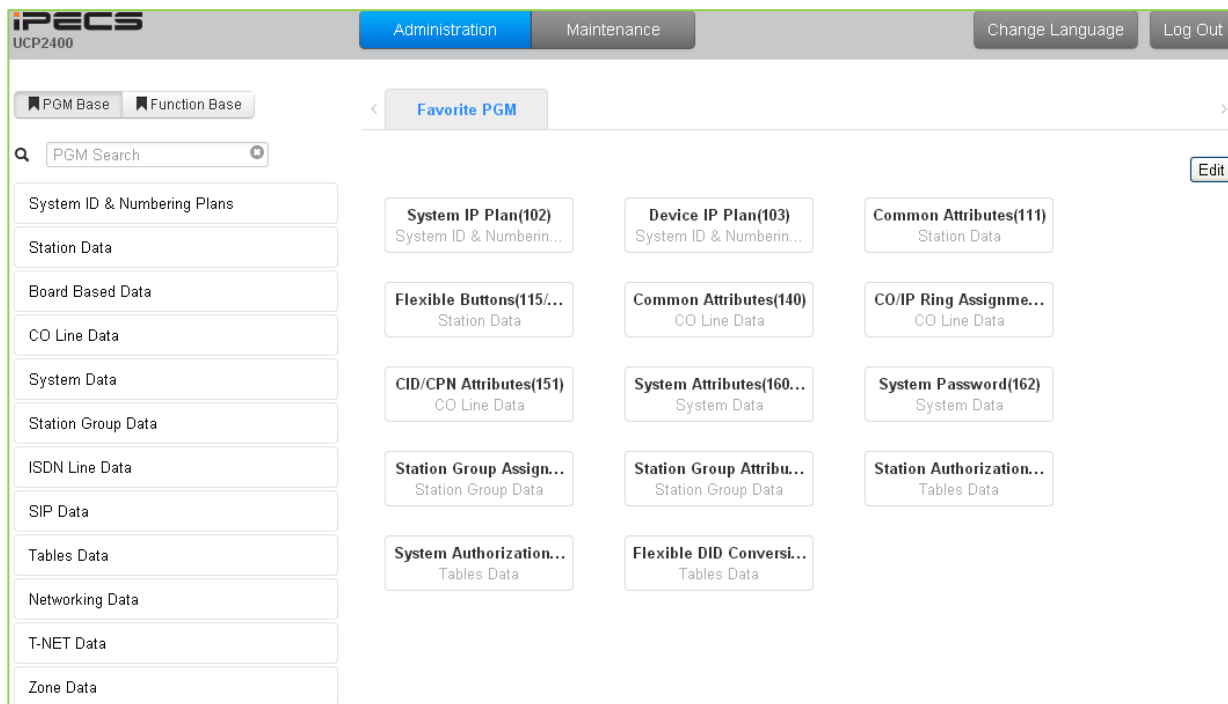 iPECS
UCP2400
Administration
Maintenance
Change Language
Log Out
PGM Base
Function Base
PGM Search
System ID & Numbering Plans
Station Data
Board Based Data
CO Line Data
System Data
Station Group Data
ISDN Line Data
SIP Data
Tables Data
Networking Data
T-NET Data
Zone Data
Favorite PGM
Edit
System IP Plan(102)
System ID & Numberin...
Device IP Plan(103)
System ID & Numberin...
Common Attributes(111)
Station Data
Flexible Buttons(115/...
Station Data
Common Attributes(140)
CO Line Data
CO/IP Ring Assignme...
CO Line Data
CID/CPN Attributes(151)
CO Line Data
System Attributes(160...
System Data
System Password(162)
System Data
Station Group Assign...
Station Group Data
Station Group Attribu...
Station Group Data
Station Authorization...
Tables Data
System Authorization...
Tables Data
Flexible DID Conversi...
Tables Data